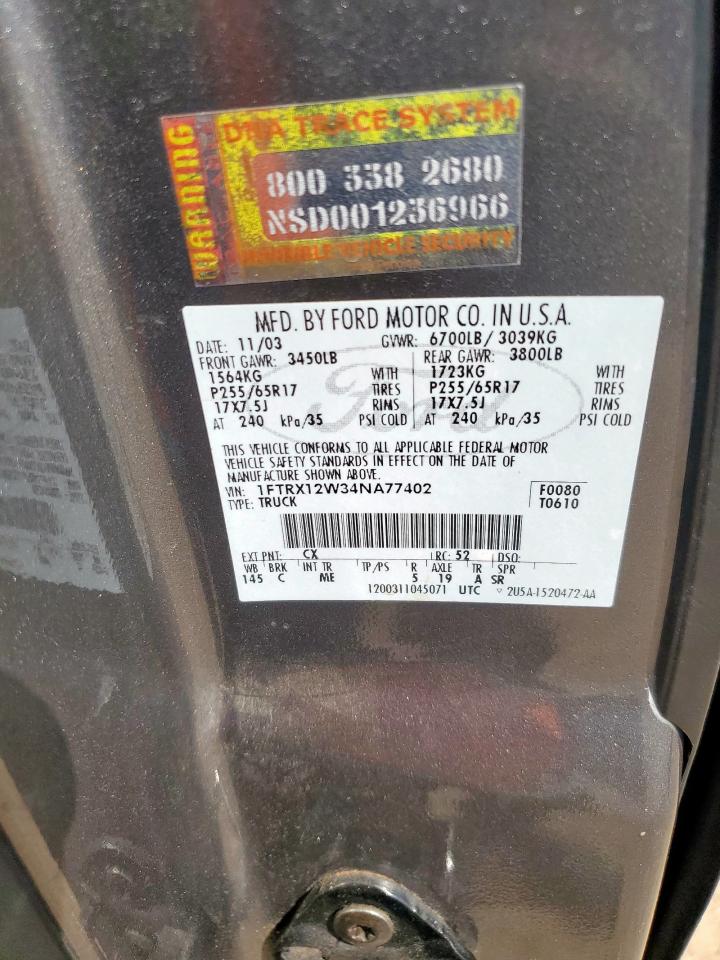 WARNING
DNA TRACE SYSTEM
800 338 2680
NSD001236966
VEHICLE SECURITY
MFD. BY FORD MOTOR CO. IN U.S.A.
DATE: 11/03 GVWR: 6700LB/ 3039KG
FRONT GAWR: 3450LB REAR GAWR: 3800LB
1564KG WITH 1723KG WITH
P255/65R17 TIRES P255/65R17 TIRES
17X7.5J RIMS 17X7.5J RIMS
AT 240 kPa/35 PSI COLD AT 240 kPa/35 PSI COLD
Ford
THIS VEHICLE CONFORMS TO ALL APPLICABLE FEDERAL MOTOR
VEHICLE SAFETY STANDARDS IN EFFECT ON THE DATE OF
MANUFACTURE SHOWN ABOVE.
VIN: 1FTRX12W34NA77402 F0080
TYPE: TRUCK T0610
EXT PNT: CX RC: 52 DSO:
WB BRK INT TR TP/PS R AXLE TR SPR
145 C ME 5 19 A SR
1200311045071 UTC ▽ 2U5A-1520472-AA